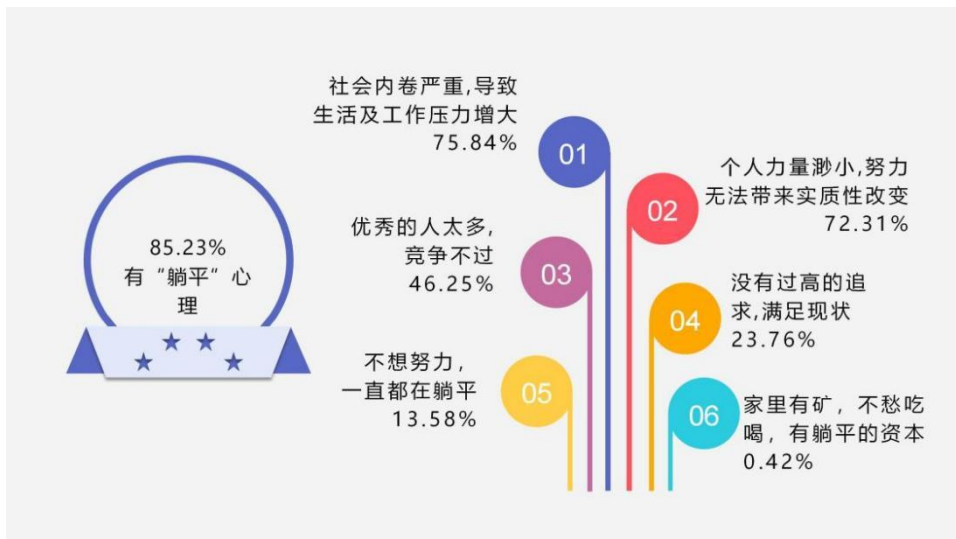 85.23%
有“躺平”心
理
社会内卷严重,导致
生活及工作压力增大
75.84%
01
个人力量渺小,努力
无法带来实质性改变
72.31%
02
优秀的人太多,
竞争不过
46.25%
03
没有过高的追
求,满足现状
23.76%
04
不想努力，
一直都在躺平
13.58%
05
家里有矿，不愁吃
喝，有躺平的资本
0.42%
06